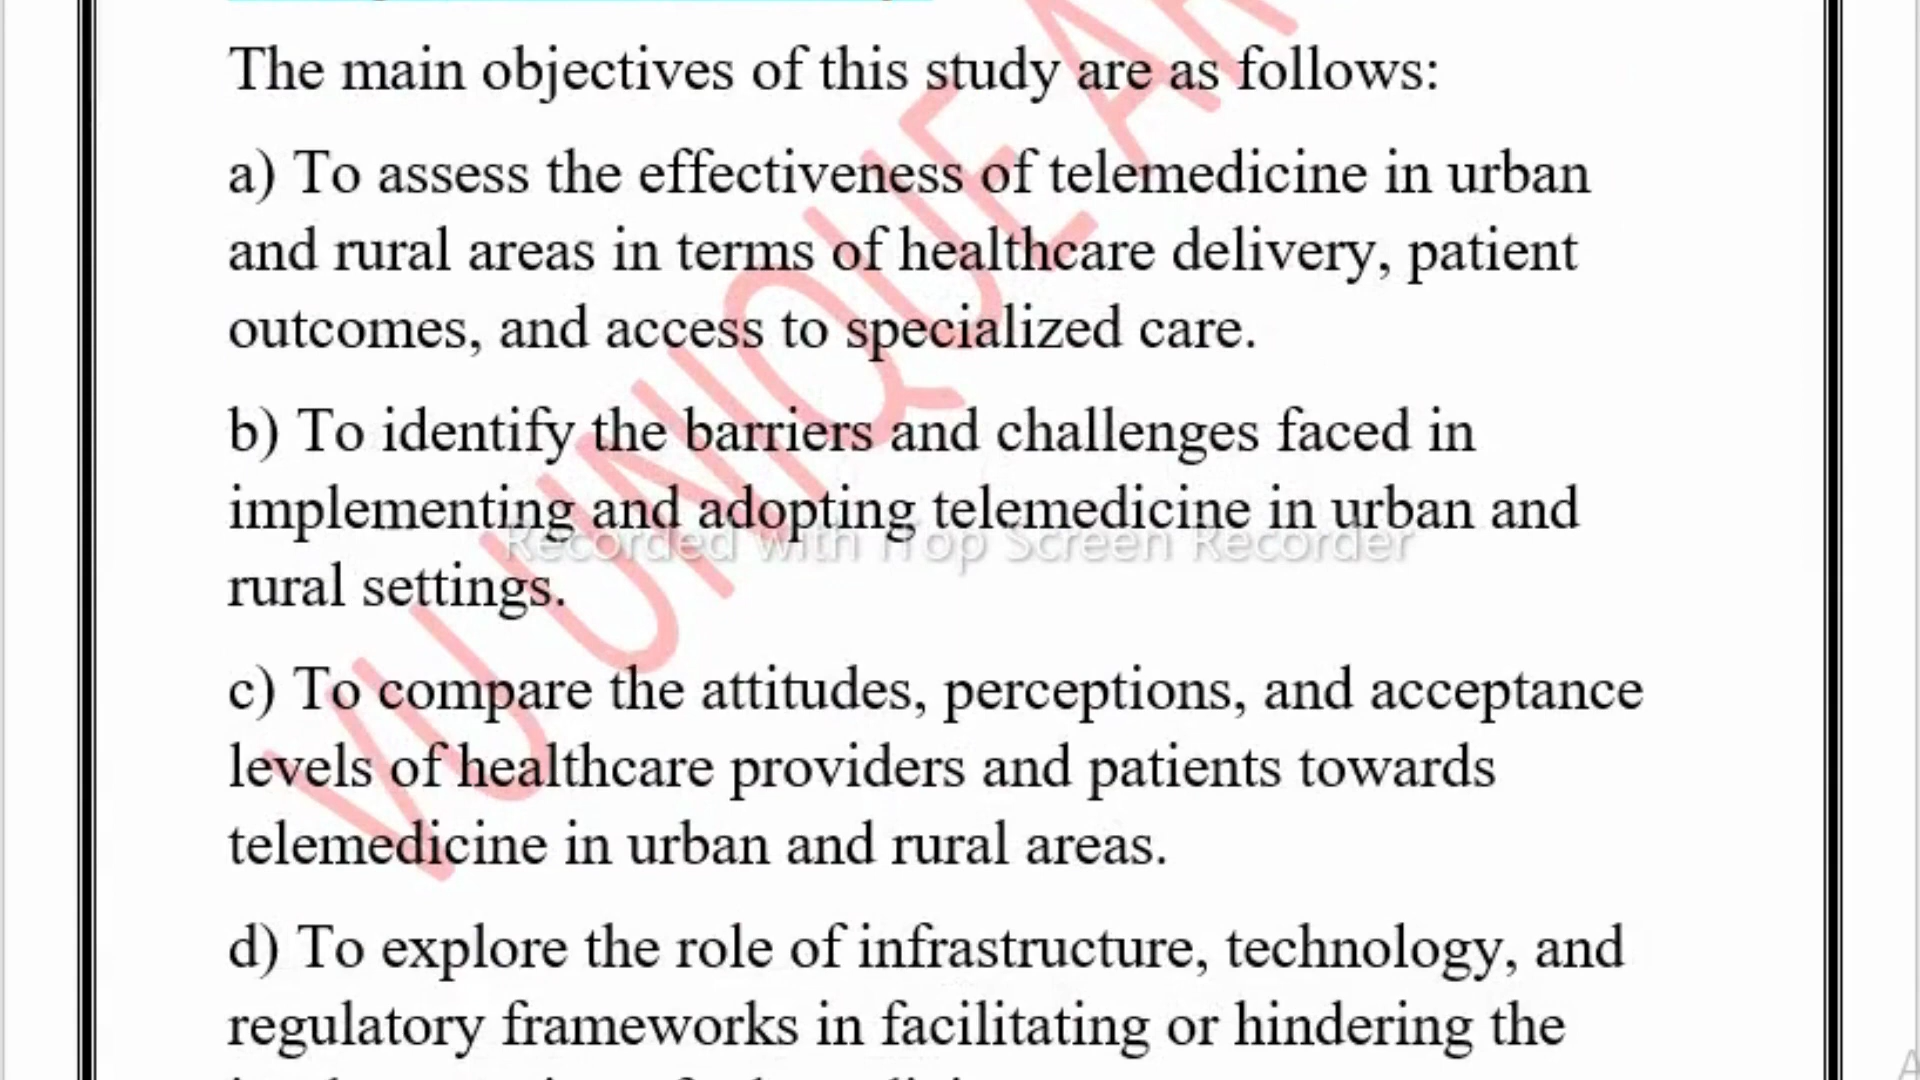 The main objectives of this study are as follows:
a) To assess the effectiveness of telemedicine in urban
and rural areas in terms of healthcare delivery, patient
outcomes, and access to specialized care.
b) To identify the barriers and challenges faced in
implementing and adopting telemedicine in urban and
Recorded with iTop Screen Recorder
rural settings.
c) To compare the attitudes, perceptions, and acceptance
levels of healthcare providers and patients towards
telemedicine in urban and rural areas.
d) To explore the role of infrastructure, technology, and
regulatory frameworks in facilitating or hindering the
VU UNIQUE